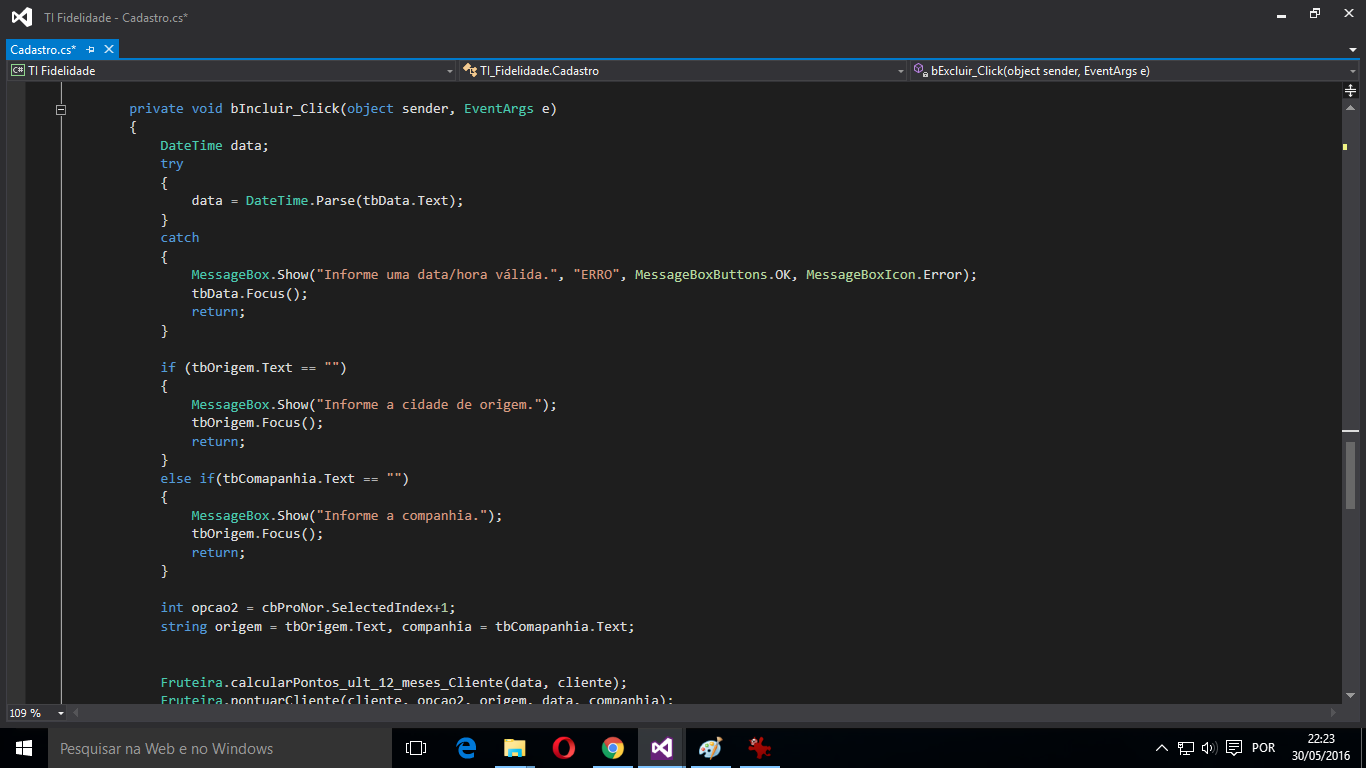 TI Fidelidade - Cadastro.cs*
Cadastro.cs*
C# TI Fidelidade
TI_Fidelidade.Cadastro
bExcluir_Click(object sender, EventArgs e)
private void bIncluir_Click(object sender, EventArgs e)
{
DateTime data;
try
{
data = DateTime.Parse(tbData.Text);
}
catch
{
MessageBox.Show("Informe uma data/hora válida.", "ERRO", MessageBoxButtons.OK, MessageBoxIcon.Error);
tbData.Focus();
return;
}
if (tbOrigem.Text == "")
{
MessageBox.Show("Informe a cidade de origem.");
tbOrigem.Focus();
return;
}
else if(tbComapanhia.Text == "")
{
MessageBox.Show("Informe a companhia.");
tbOrigem.Focus();
return;
}
int opcao2 = cbProNor.SelectedIndex+1;
string origem = tbOrigem.Text, companhia = tbComapanhia.Text;
Fruteira.calcularPontos_ult_12_meses_Cliente(data, cliente);
Fruteira.pontuarCliente(cliente, opcao2, origem, data, companhia);
109 %
Pesquisar na Web e no Windows
POR
22:23
30/05/2016